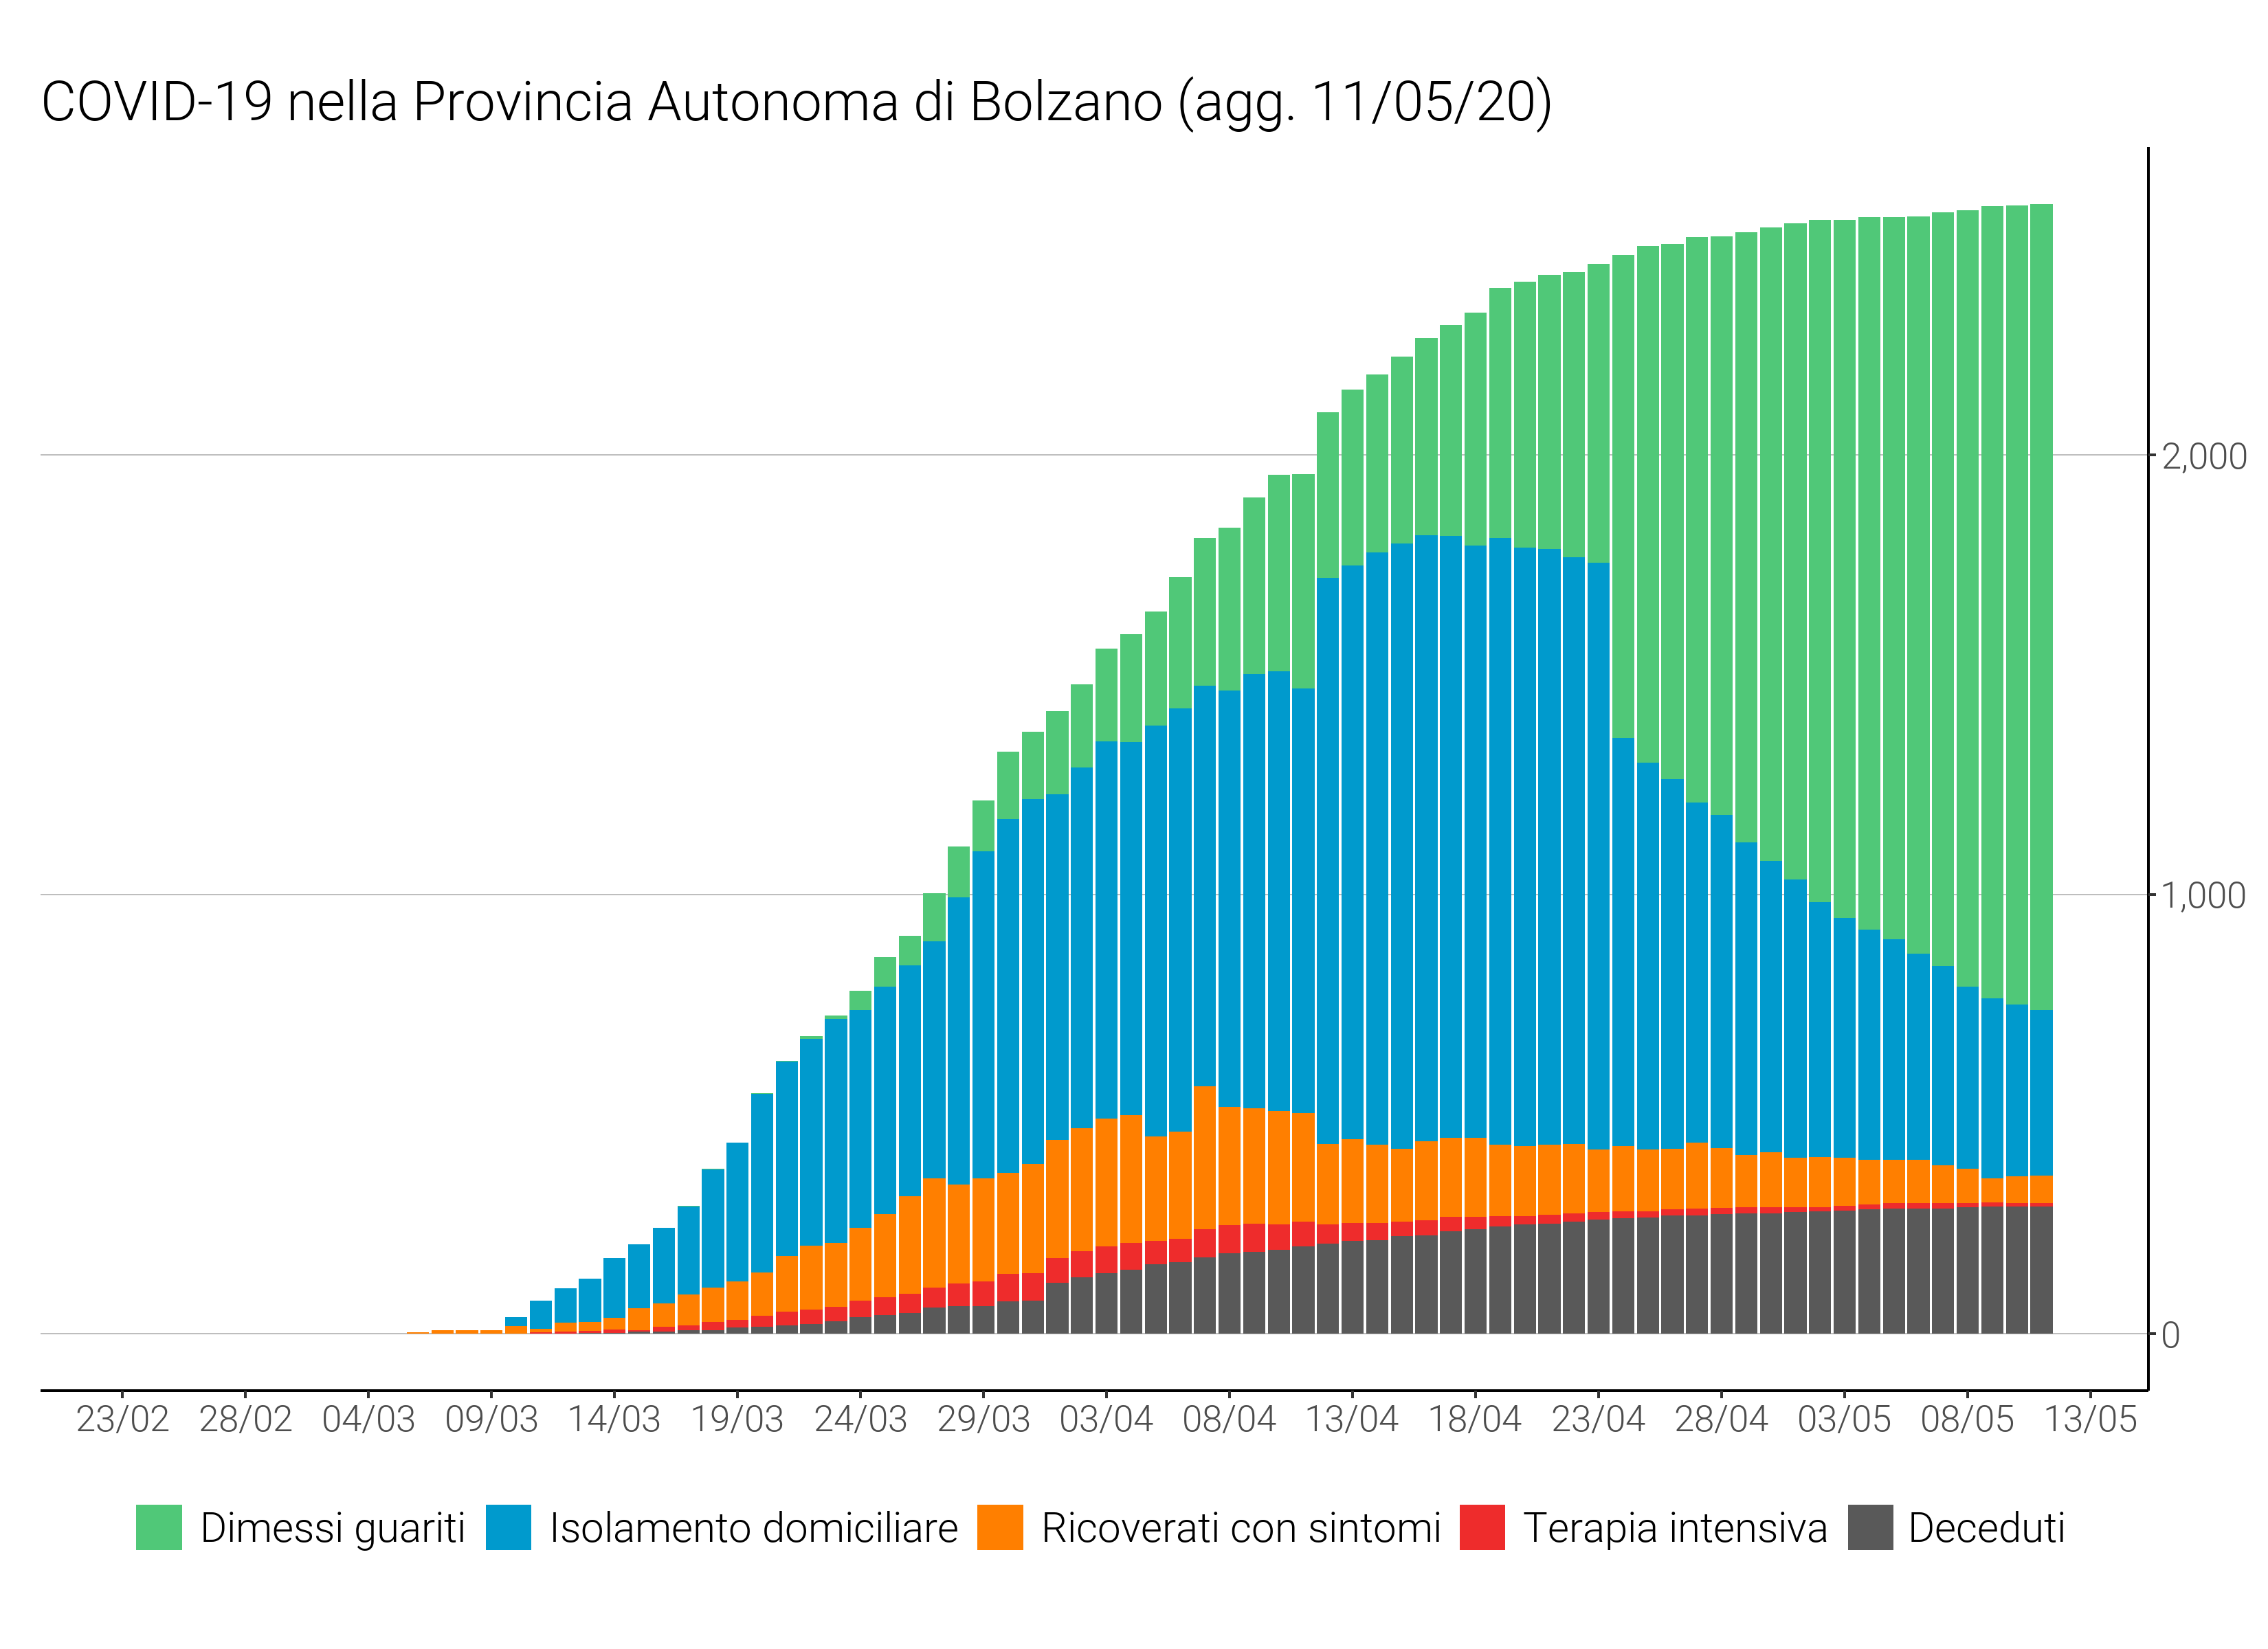 COVID-19 nella Provincia Autonoma di Bolzano (agg. 11/05/20)
2,000
1,000
0
23/02 28/02 04/03 09/03 14/03 19/03 24/03 29/03 03/04 08/04 13/04 18/04 23/04 28/04 03/05 08/05 13/05
Dimessi guariti Isolamento domiciliare Ricoverati con sintomi Terapia intensiva Deceduti